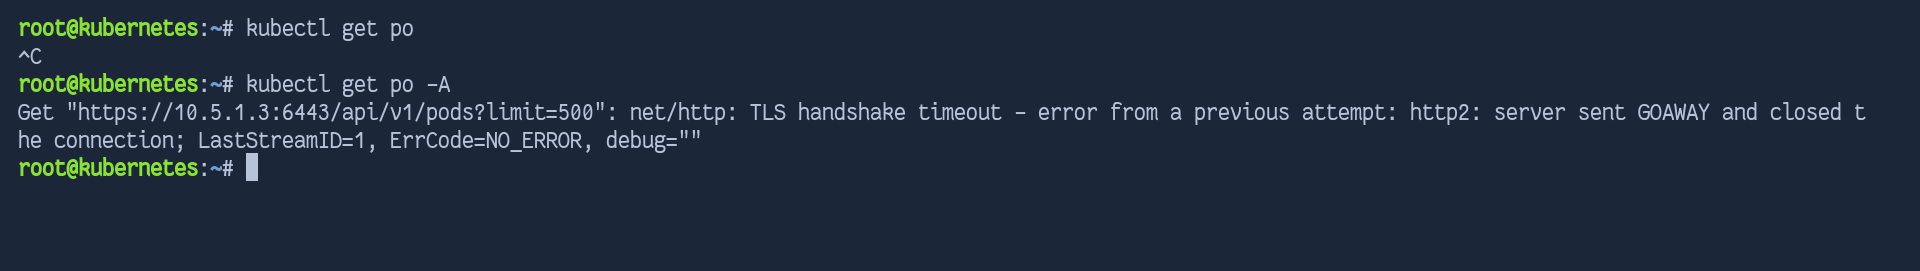 root@kubernetes:~# kubectl get po
^C
root@kubernetes:~# kubectl get po -A
Get "https://10.5.1.3:6443/api/v1/pods?limit=500": net/http: TLS handshake timeout - error from a previous attempt: http2: server sent GOAWAY and closed t
he connection; LastStreamID=1, ErrCode=NO_ERROR, debug=""
root@kubernetes:~#